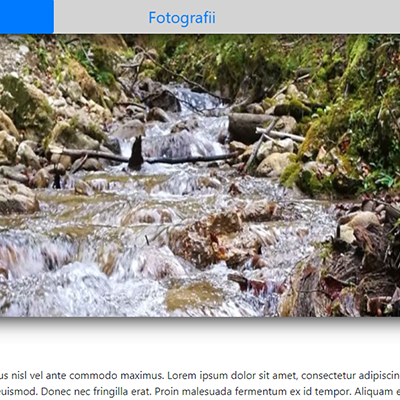 Fotografii
us nisl vel ante commodo maximus. Lorem ipsum dolor sit amet, consectetur adipiscin
euismod. Donec nec fringilla erat. Proin malesuada fermentum ex id tempor. Aliquam e